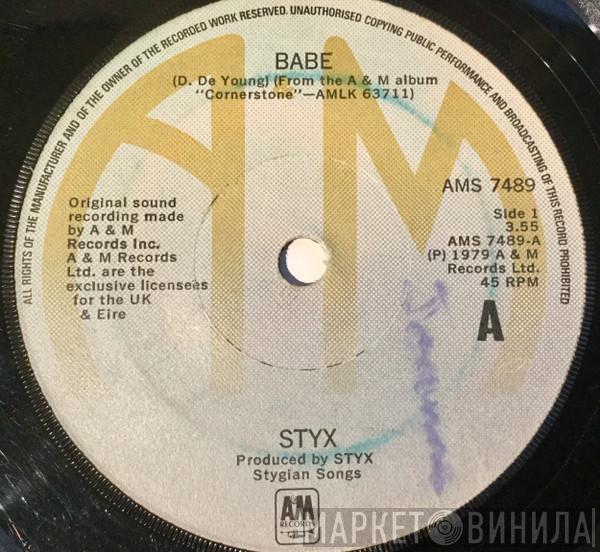 ALL RIGHTS OF THE MANUFACTURER AND OF THE OWNER OF THE RECORDED WORK RESERVED. UNAUTHORISED COPYING PUBLIC PERFORMANCE AND BROADCASTING OF THIS RECORD PROHIBITED
BABE
(D. De Young) (From the A & M album
"Cornerstone"—AMLK 63711)
AMS 7489
Original sound
recording made
by A & M
Records Inc.
A & M Records
Ltd. are the
exclusive licensees
for the UK
& Eire
Side 1
3.55
AMS 7489-A
(P) 1979 A & M
Records Ltd.
45 RPM
A
STYX
Produced by STYX
Stygian Songs
A&M
RECORDS
МАРКЕТ ВИНИЛА